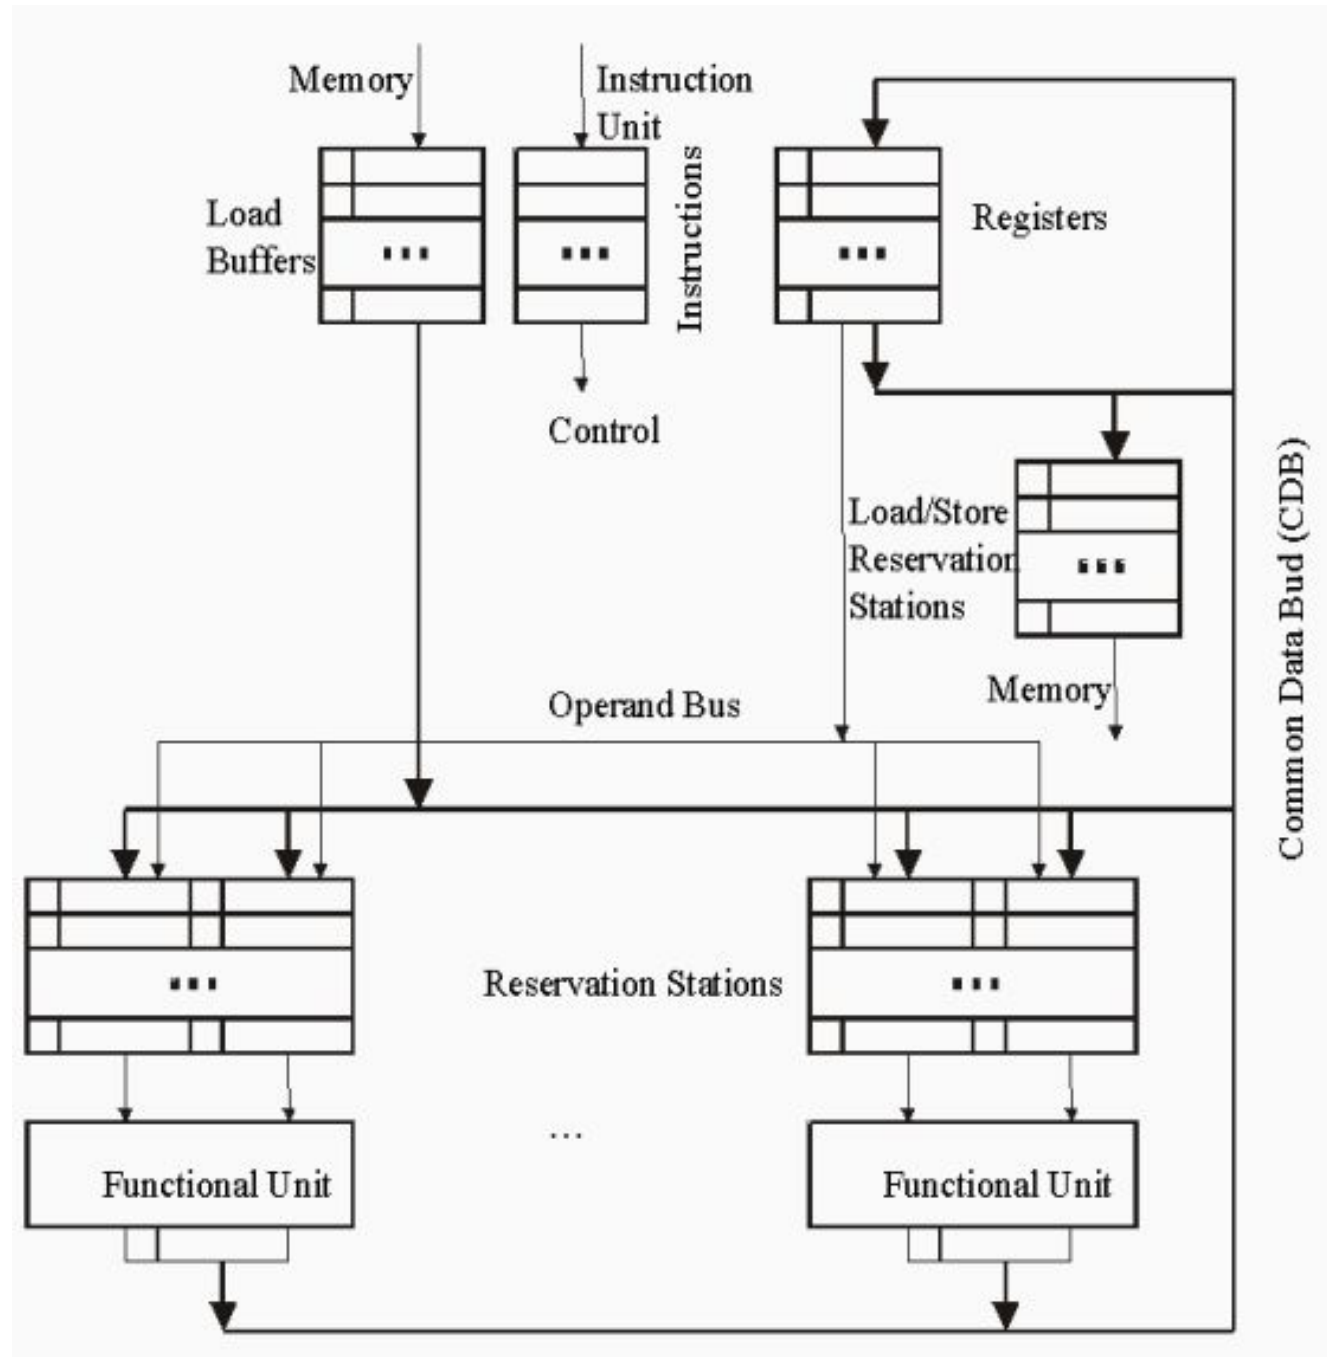 Memory
Instruction
Unit
Instructions
Load
Buffers
Registers
Control
Load/Store
Reservation
Stations
Memory
Common Data Bud (CDB)
Operand Bus
Reservation Stations
...
Functional Unit
Functional Unit